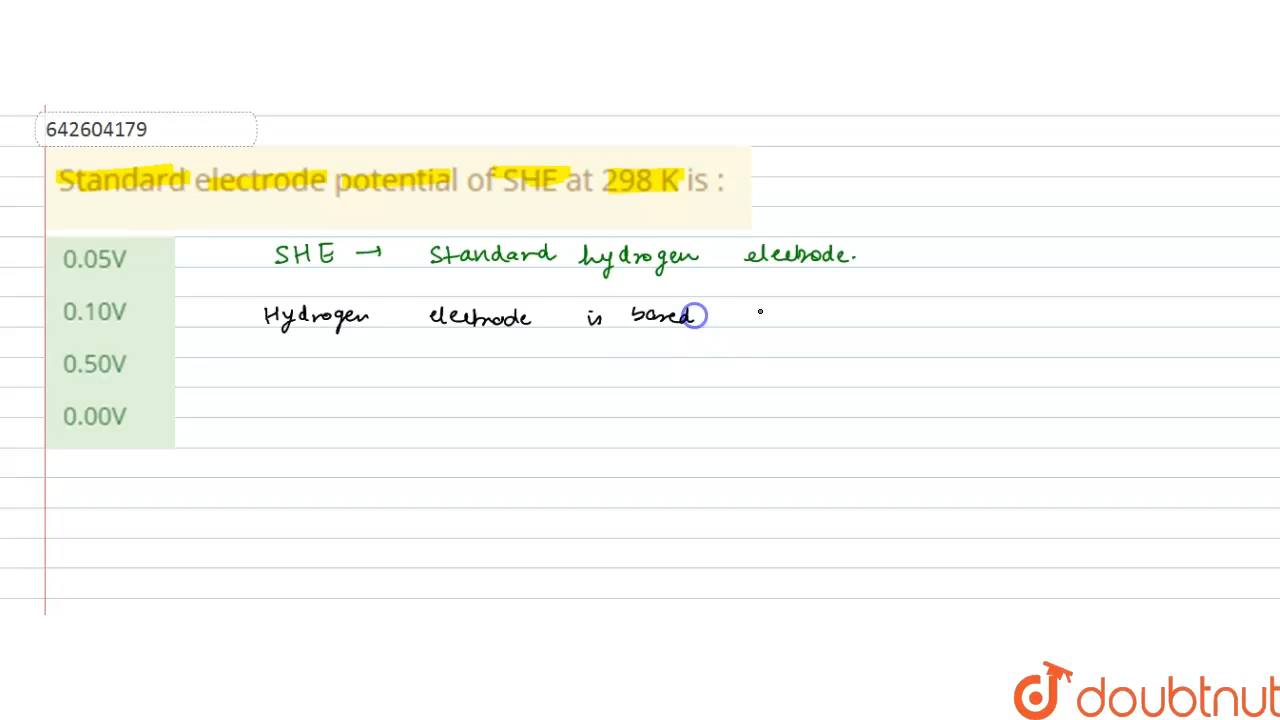 642604179
Standard electrode potential of SHE at 298 K is :
0.05V
SHE → Standard hydrogen electrode.
0.10V
Hydrogen electrode is based
0.50V
0.00V
doubtnut